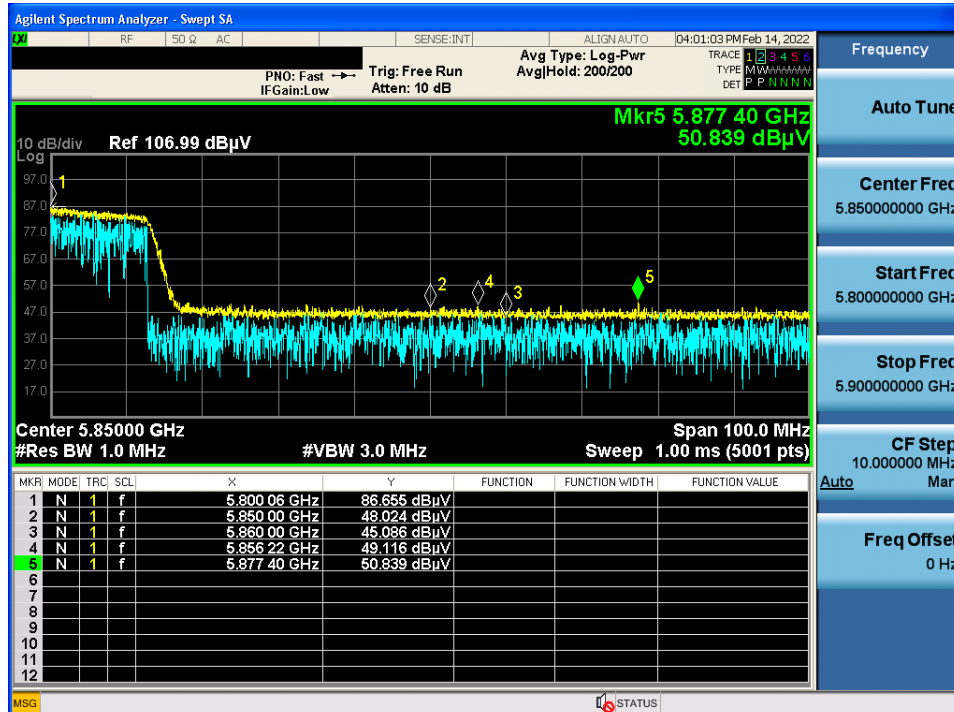 Agilent Spectrum Analyzer - Swept SA
LXI RF 50 Ω AC SENSE:INT ALIGN AUTO 04:01:03 PM Feb 14, 2022
PNO: Fast Trig: Free Run Avg Type: Log-Pwr TRACE 1 2 3 4 5 6
IFGain:Low Atten: 10 dB Avg|Hold: 200/200 TYPE M W W W W W
DET P P N N N N
Mkr5 5.877 40 GHz
50.839 dBµV
10 dB/div Ref 106.99 dBµV
Log
97.0
87.0
77.0
67.0
57.0
47.0
37.0
27.0
17.0
1
2
4
3
5
Center 5.85000 GHz Span 100.0 MHz
#Res BW 1.0 MHz #VBW 3.0 MHz Sweep 1.00 ms (5001 pts)
MKR MODE TRC SCL X Y FUNCTION FUNCTION WIDTH FUNCTION VALUE
1 N 1 f 5.800 06 GHz 86.655 dBµV
2 N 1 f 5.850 00 GHz 48.024 dBµV
3 N 1 f 5.860 00 GHz 45.086 dBµV
4 N 1 f 5.856 22 GHz 49.116 dBµV
5 N 1 f 5.877 40 GHz 50.839 dBµV
6
7
8
9
10
11
12
MSG STATUS
Frequency
Auto Tune
Center Freq
5.850000000 GHz
Start Freq
5.800000000 GHz
Stop Freq
5.900000000 GHz
CF Step
10.000000 MHz
Auto Man
Freq Offset
0 Hz